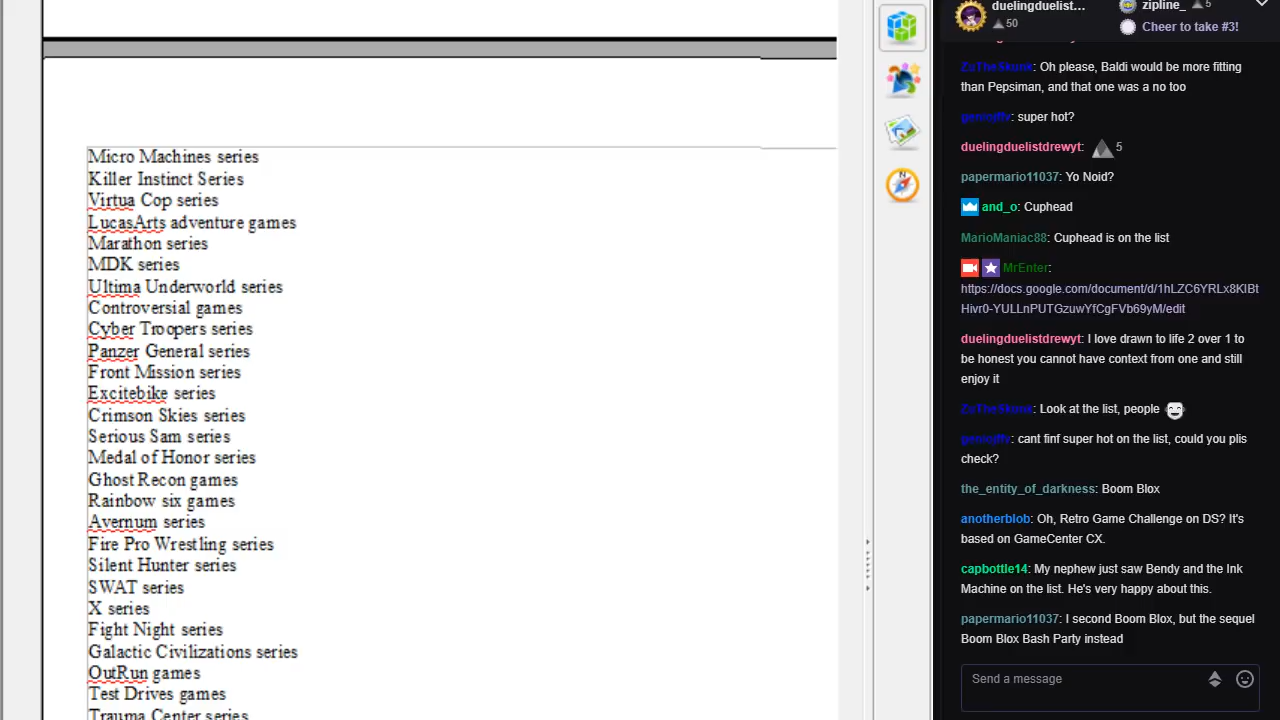 Micro Machines series
Killer Instinct Series
Virtua Cop series
LucasArts adventure games
Marathon series
MDK series
Ultima Underworld series
Controversial games
Cyber Troopers series
Panzer General series
Front Mission series
Excitebike series
Crimson Skies series
Serious Sam series
Medal of Honor series
Ghost Recon games
Rainbow six games
Avernum series
Fire Pro Wrestling series
Silent Hunter series
SWAT series
X series
Fight Night series
Galactic Civilizations series
OutRun games
Test Drives games
Trauma Center series
duelingduelist...
50
zipline_ 5
Cheer to take #3!
ZoTheSkunk: Oh please, Baldi would be more fitting
than Pepsiman, and that one was a no too
super hot?
duelingduelistdrewyt: 5
papermario11037: Yo Noid?
and_o: Cuphead
MarioManiac88: Cuphead is on the list
MrEnter:
https://docs.google.com/document/d/1hLZC6YRLx8KIBt
Hivr0-YULLnPUTGzuwYfCgFVb69yM/edit
duelingduelistdrewyt: I love drawn to life 2 over 1 to
be honest you cannot have context from one and still
enjoy it
ZoTheSkunk: Look at the list, people
cant finf super hot on the list, could you plis
check?
the_entity_of_darkness: Boom Blox
anotherblob: Oh, Retro Game Challenge on DS? It's
based on GameCenter CX.
capbottle14: My nephew just saw Bendy and the Ink
Machine on the list. He's very happy about this.
papermario11037: I second Boom Blox, but the sequel
Boom Blox Bash Party instead
Send a message